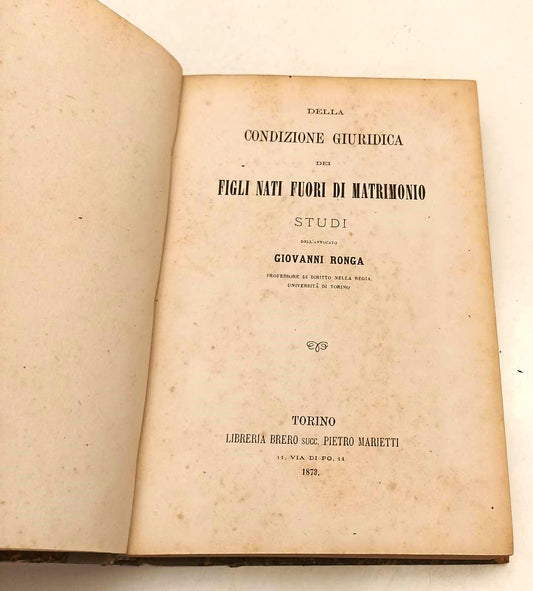 DELLA
CONDIZIONE GIURIDICA
DEI
FIGLI NATI FUORI DI MATRIMONIO
STUDI
DELL'AVVOCATO
GIOVANNI RONGA
PROFESSORE DI DIRITTO NELLA REGIA
UNIVERSITÀ DI TORINO
TORINO
LIBRERIA BRERO SUCC. PIETRO MARIETTI
11, VIA DI PO, 11
1873.